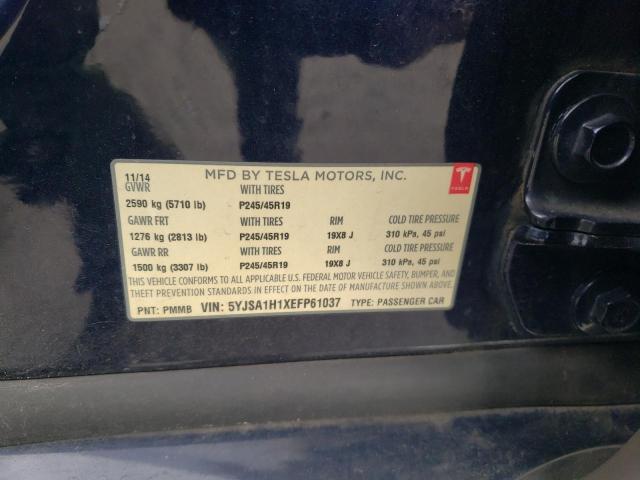 11/14 MFD BY TESLA MOTORS, INC.
GVWR WITH TIRES
2590 kg (5710 lb) P245/45R19
GAWR FRT WITH TIRES RIM COLD TIRE PRESSURE
1276 kg (2813 lb) P245/45R19 19X8 J 310 kPa, 45 psi
GAWR RR WITH TIRES RIM COLD TIRE PRESSURE
1500 kg (3307 lb) P245/45R19 19X8 J 310 kPa, 45 psi
THIS VEHICLE CONFORMS TO ALL APPLICABLE U.S. FEDERAL MOTOR VEHICLE SAFETY, BUMPER, AND
THEFT PREVENTION STANDARDS IN EFFECT ON THE DATE OF MANUFACTURE SHOWN ABOVE.
PNT: PMMB VIN: 5YJSA1H1XEFP61037 TYPE: PASSENGER CAR
TESLA